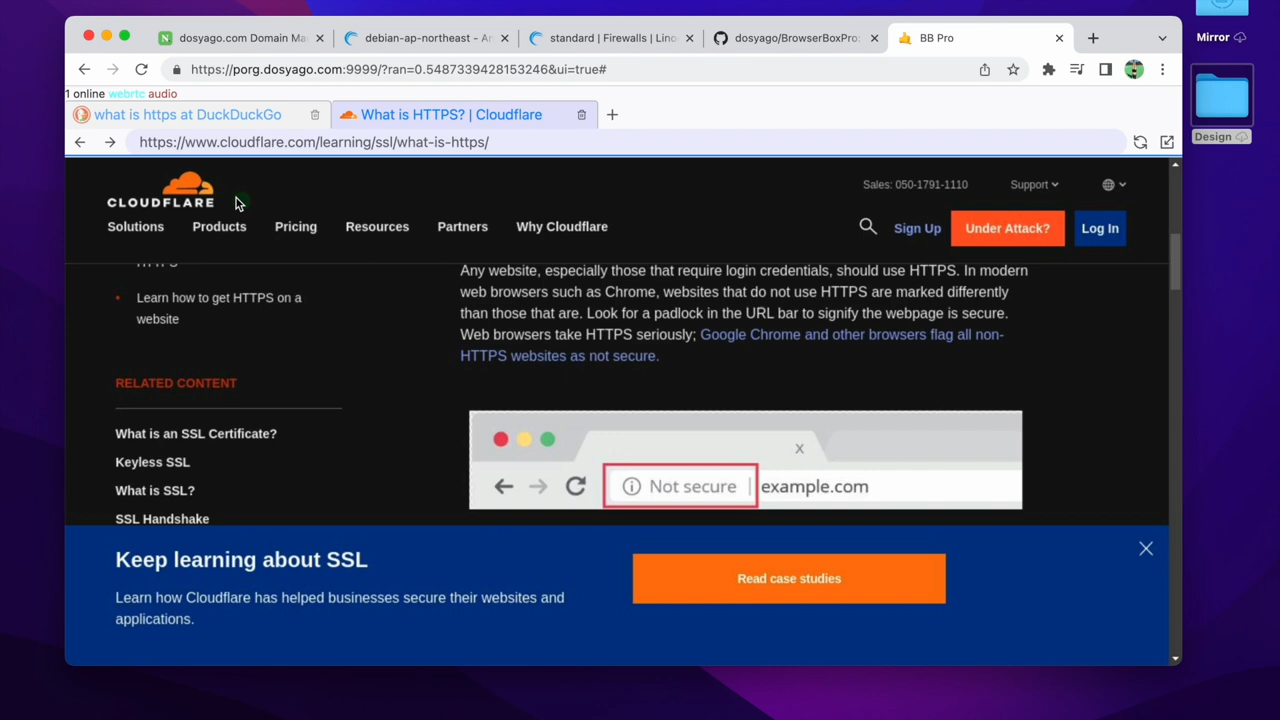 dosyago.com Domain Ma
debian-ap-northeast - An
standard | Firewalls | Lino
dosyago/BrowserBoxPro:
BB Pro
https://porg.dosyago.com:9999/?ran=0.5487339428153246&ui=true#
1 online webrtc audio
what is https at DuckDuckGo
What is HTTPS? | Cloudflare
https://www.cloudflare.com/learning/ssl/what-is-https/
Mirror
Design
CLOUDFLARE
Sales: 050-1791-1110
Support
Solutions
Products
Pricing
Resources
Partners
Why Cloudflare
Sign Up
Under Attack?
Log In
HTTPS
Learn how to get HTTPS on a
website
RELATED CONTENT
What is an SSL Certificate?
Keyless SSL
What is SSL?
SSL Handshake
Any website, especially those that require login credentials, should use HTTPS. In modern
web browsers such as Chrome, websites that do not use HTTPS are marked differently
than those that are. Look for a padlock in the URL bar to signify the webpage is secure.
Web browsers take HTTPS seriously; Google Chrome and other browsers flag all non-
HTTPS websites as not secure.
Not secure | example.com
Keep learning about SSL
Learn how Cloudflare has helped businesses secure their websites and
applications.
Read case studies